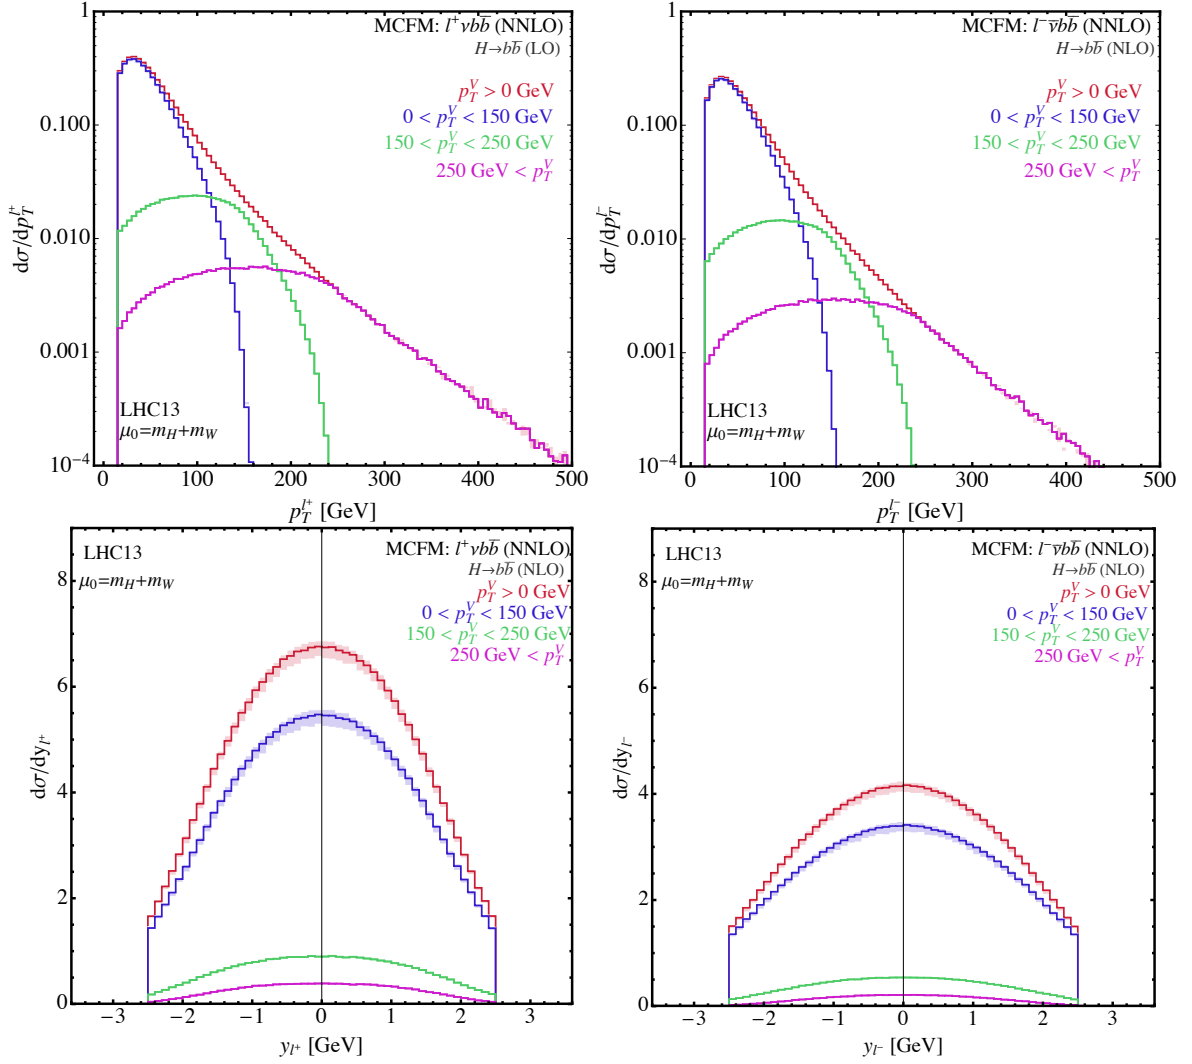 MCFM: l⁺νbb̅ (NNLO)
H→bb̅ (LO)
p_T^V > 0 GeV
0 < p_T^V < 150 GeV
150 < p_T^V < 250 GeV
250 GeV < p_T^V
LHC13
μ₀=m_H+m_W
1
0.100
0.010
0.001
10⁻⁴
dσ/dp_T^{l⁺}
0 100 200 300 400 500
p_T^{l⁺} [GeV]
MCFM: l⁻ν̅bb̅ (NNLO)
H→bb̅ (NLO)
p_T^V > 0 GeV
0 < p_T^V < 150 GeV
150 < p_T^V < 250 GeV
250 GeV < p_T^V
LHC13
μ₀=m_H+m_W
1
0.100
0.010
0.001
10⁻⁴
dσ/dp_T^{l⁻}
0 100 200 300 400 500
p_T^{l⁻} [GeV]
LHC13
μ₀=m_H+m_W
MCFM: l⁺νbb̅ (NNLO)
H→bb̅ (NLO)
p_T^V > 0 GeV
0 < p_T^V < 150 GeV
150 < p_T^V < 250 GeV
250 GeV < p_T^V
8
6
4
2
0
dσ/dy_{l⁺}
−3 −2 −1 0 1 2 3
y_{l⁺} [GeV]
LHC13
μ₀=m_H+m_W
MCFM: l⁻ν̅bb̅ (NNLO)
H→bb̅ (NLO)
p_T^V > 0 GeV
0 < p_T^V < 150 GeV
150 < p_T^V < 250 GeV
250 GeV < p_T^V
8
6
4
2
0
dσ/dy_{l⁻}
−3 −2 −1 0 1 2 3
y_{l⁻} [GeV]